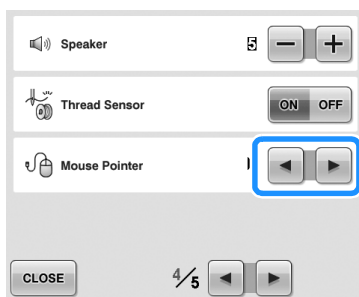 Speaker 5 − +
Thread Sensor ON OFF
Mouse Pointer
CLOSE 4/5